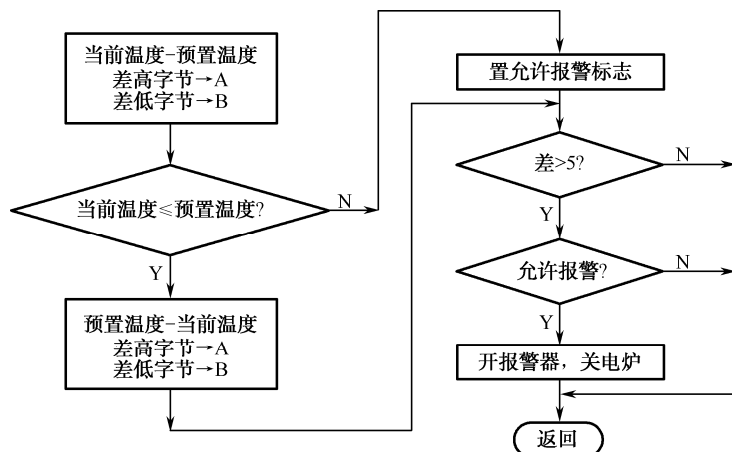 当前温度-预置温度
差高字节→A
差低字节→B
当前温度≤预置温度?
N
Y
预置温度-当前温度
差高字节→A
差低字节→B
置允许报警标志
差>5?
N
Y
允许报警?
N
Y
开报警器，关电炉
返回